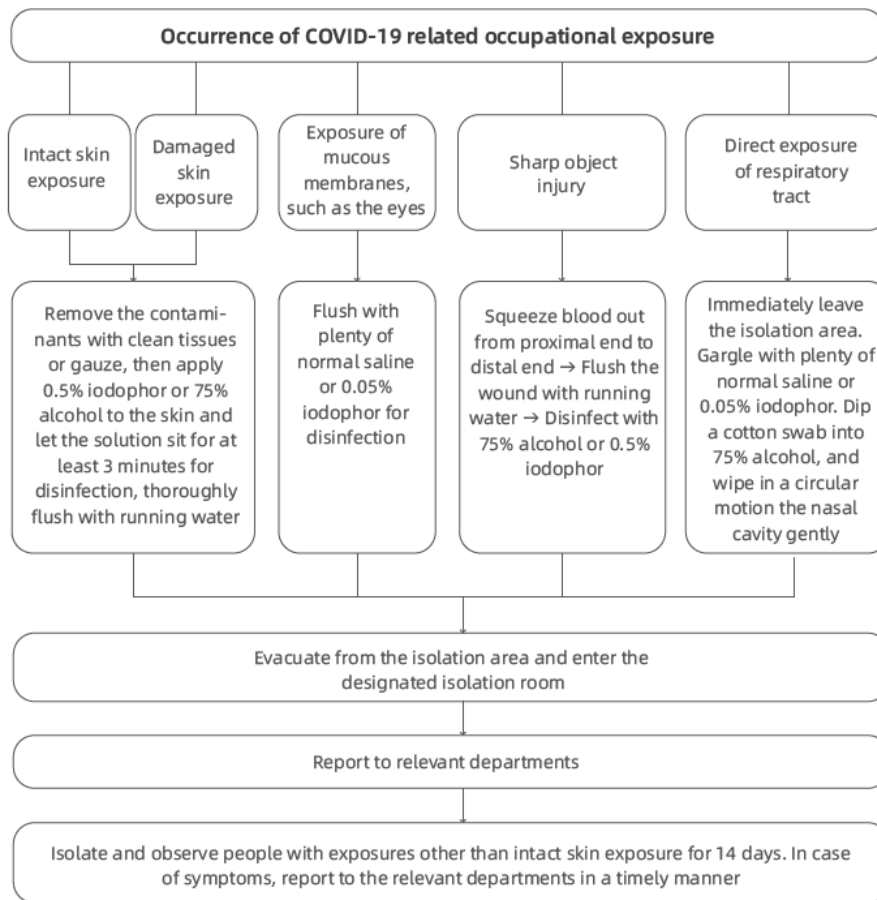 Occurrence of COVID-19 related occupational exposure
Intact skin
exposure
Damaged
skin
exposure
Exposure of
mucous
membranes,
such as the eyes
Sharp object
injury
Direct exposure
of respiratory
tract
Remove the contami-
nants with clean tissues
or gauze, then apply
0.5% iodophor or 75%
alcohol to the skin and
let the solution sit for at
least 3 minutes for
disinfection, thoroughly
flush with running water
Flush with
plenty of
normal saline
or 0.05%
iodophor for
disinfection
Squeeze blood out
from proximal end to
distal end → Flush the
wound with running
water → Disinfect with
75% alcohol or 0.5%
iodophor
Immediately leave
the isolation area.
Gargle with plenty of
normal saline or
0.05% iodophor. Dip
a cotton swab into
75% alcohol, and
wipe in a circular
motion the nasal
cavity gently
Evacuate from the isolation area and enter the
designated isolation room
Report to relevant departments
Isolate and observe people with exposures other than intact skin exposure for 14 days. In case
of symptoms, report to the relevant departments in a timely manner